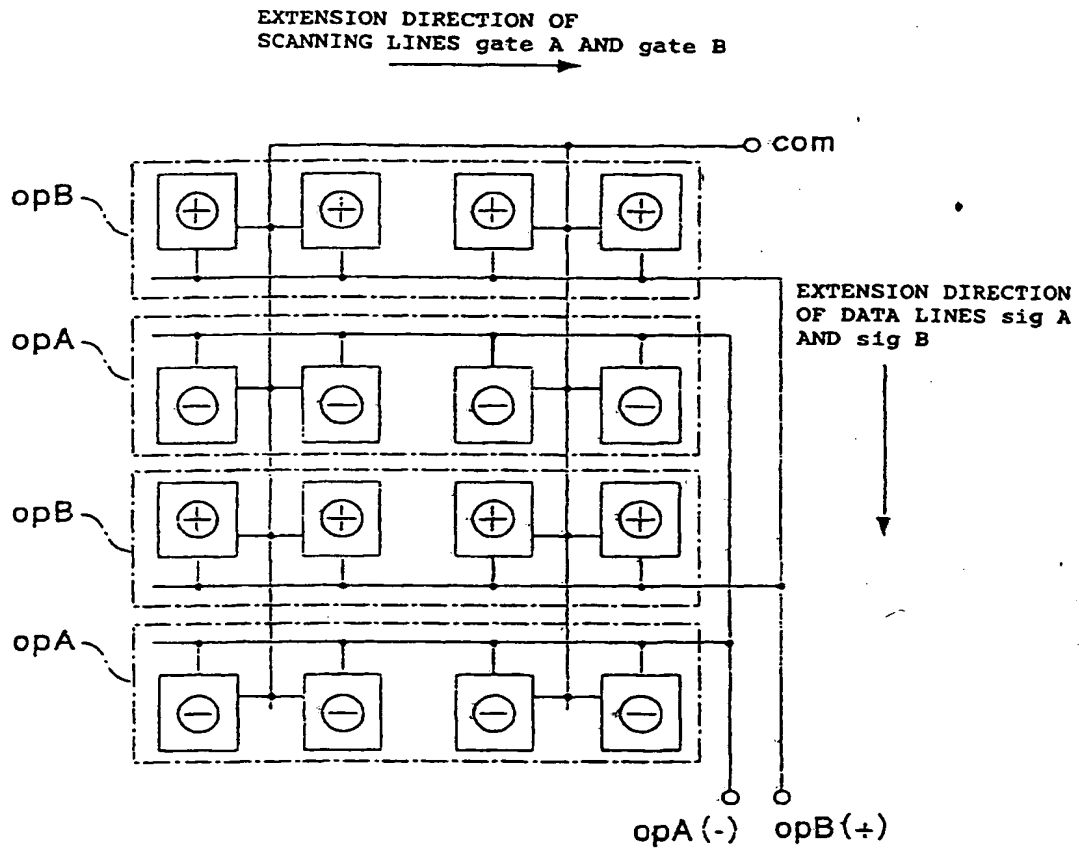 EXTENSION DIRECTION OF
SCANNING LINES gate A AND gate B
com
opB
EXTENSION DIRECTION
OF DATA LINES sig A
AND sig B
opA
opB
opA
opA (-) opB (÷)